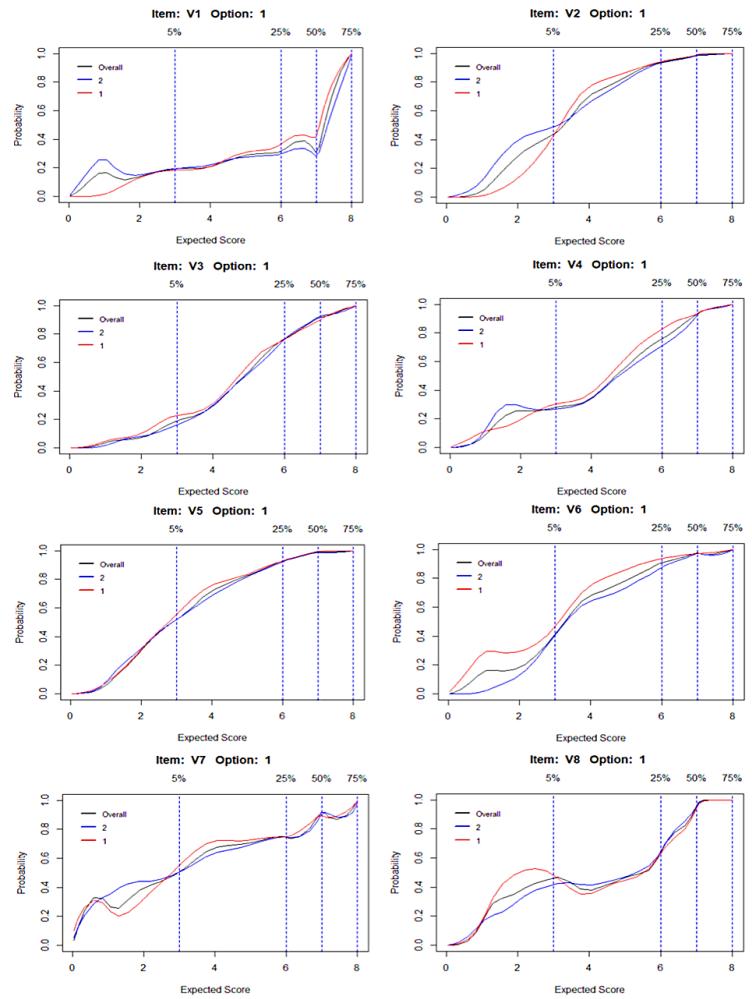 Item: V1 Option: 1
5% 25% 50% 75%
Probability
0.0 0.2 0.4 0.6 0.8 1.0
Overall
2
1
0 2 4 6 8
Expected Score
Item: V2 Option: 1
5% 25% 50% 75%
Probability
0.0 0.2 0.4 0.6 0.8 1.0
Overall
2
1
0 2 4 6 8
Expected Score
Item: V3 Option: 1
5% 25% 50% 75%
Probability
0.0 0.2 0.4 0.6 0.8 1.0
Overall
2
1
0 2 4 6 8
Expected Score
Item: V4 Option: 1
5% 25% 50% 75%
Probability
0.0 0.2 0.4 0.6 0.8 1.0
Overall
2
1
0 2 4 6 8
Expected Score
Item: V5 Option: 1
5% 25% 50% 75%
Probability
0.0 0.2 0.4 0.6 0.8 1.0
Overall
2
1
0 2 4 6 8
Expected Score
Item: V6 Option: 1
5% 25% 50% 75%
Probability
0.0 0.2 0.4 0.6 0.8 1.0
Overall
2
1
0 2 4 6 8
Expected Score
Item: V7 Option: 1
5% 25% 50% 75%
Probability
0.0 0.2 0.4 0.6 0.8 1.0
Overall
2
1
0 2 4 6 8
Expected Score
Item: V8 Option: 1
5% 25% 50% 75%
Probability
0.0 0.2 0.4 0.6 0.8 1.0
Overall
2
1
0 2 4 6 8
Expected Score